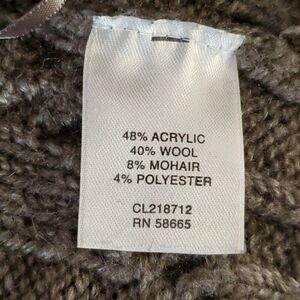 48% ACRYLIC
40% WOOL
8% MOHAIR
4% POLYESTER
CL218712
RN 58665